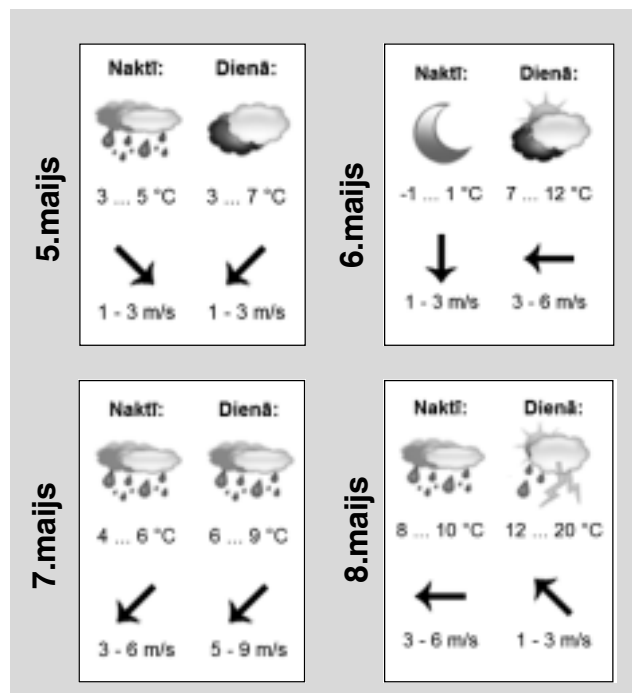 5.maijs
Naktī: Dienā:
3 ... 5 °C 3 ... 7 °C
1 - 3 m/s 1 - 3 m/s
6.maijs
Naktī: Dienā:
-1 ... 1 °C 7 ... 12 °C
1 - 3 m/s 3 - 6 m/s
7.maijs
Naktī: Dienā:
4 ... 6 °C 6 ... 9 °C
3 - 6 m/s 5 - 9 m/s
8.maijs
Naktī: Dienā:
8 ... 10 °C 12 ... 20 °C
3 - 6 m/s 1 - 3 m/s